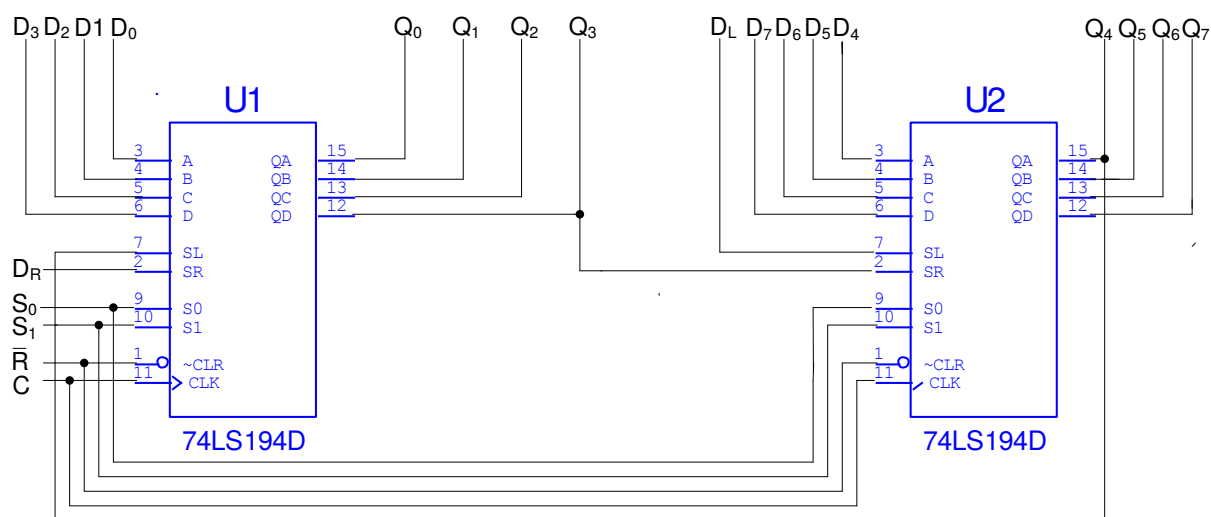 D₃ D₂ D1 D₀ Q₀ Q₁ Q₂ Q₃ D_L D₇ D₆ D₅ D₄ Q₄ Q₅ Q₆ Q₇
U1
3 A QA 15
4 B QB 14
5 C QC 13
6 D QD 12
7 SL
D_R 2 SR
S₀ 9 S0
S₁ 10 S1
R̅ 1 ~CLR
C 11 CLK
74LS194D
U2
3 A QA 15
4 B QB 14
5 C QC 13
6 D QD 12
7 SL
2 SR
9 S0
10 S1
1 ~CLR
11 CLK
74LS194D